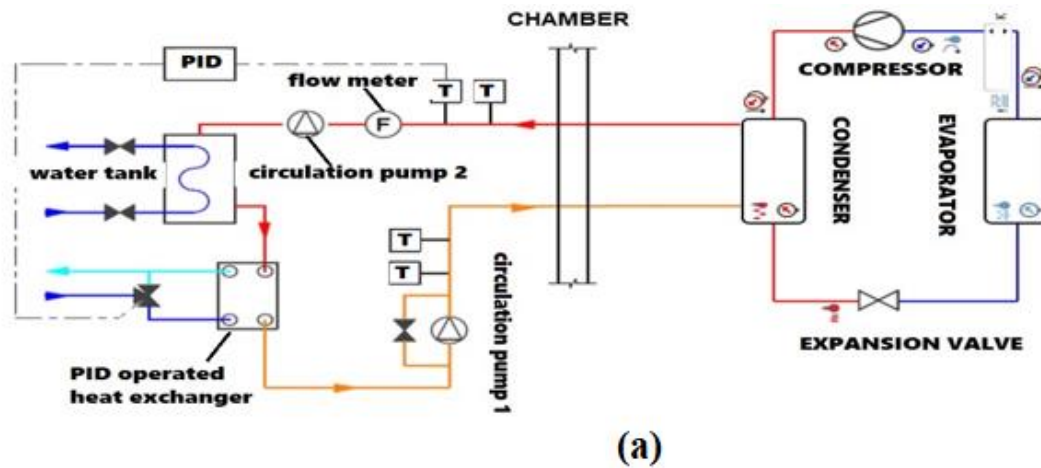 CHAMBER
PID
flow meter
T
T
COMPRESSOR
K
F
water tank
circulation pump 2
CONDENSER
EVAPORATOR
T
T
circulation pump 1
PID operated
heat exchanger
EXPANSION VALVE
(a)